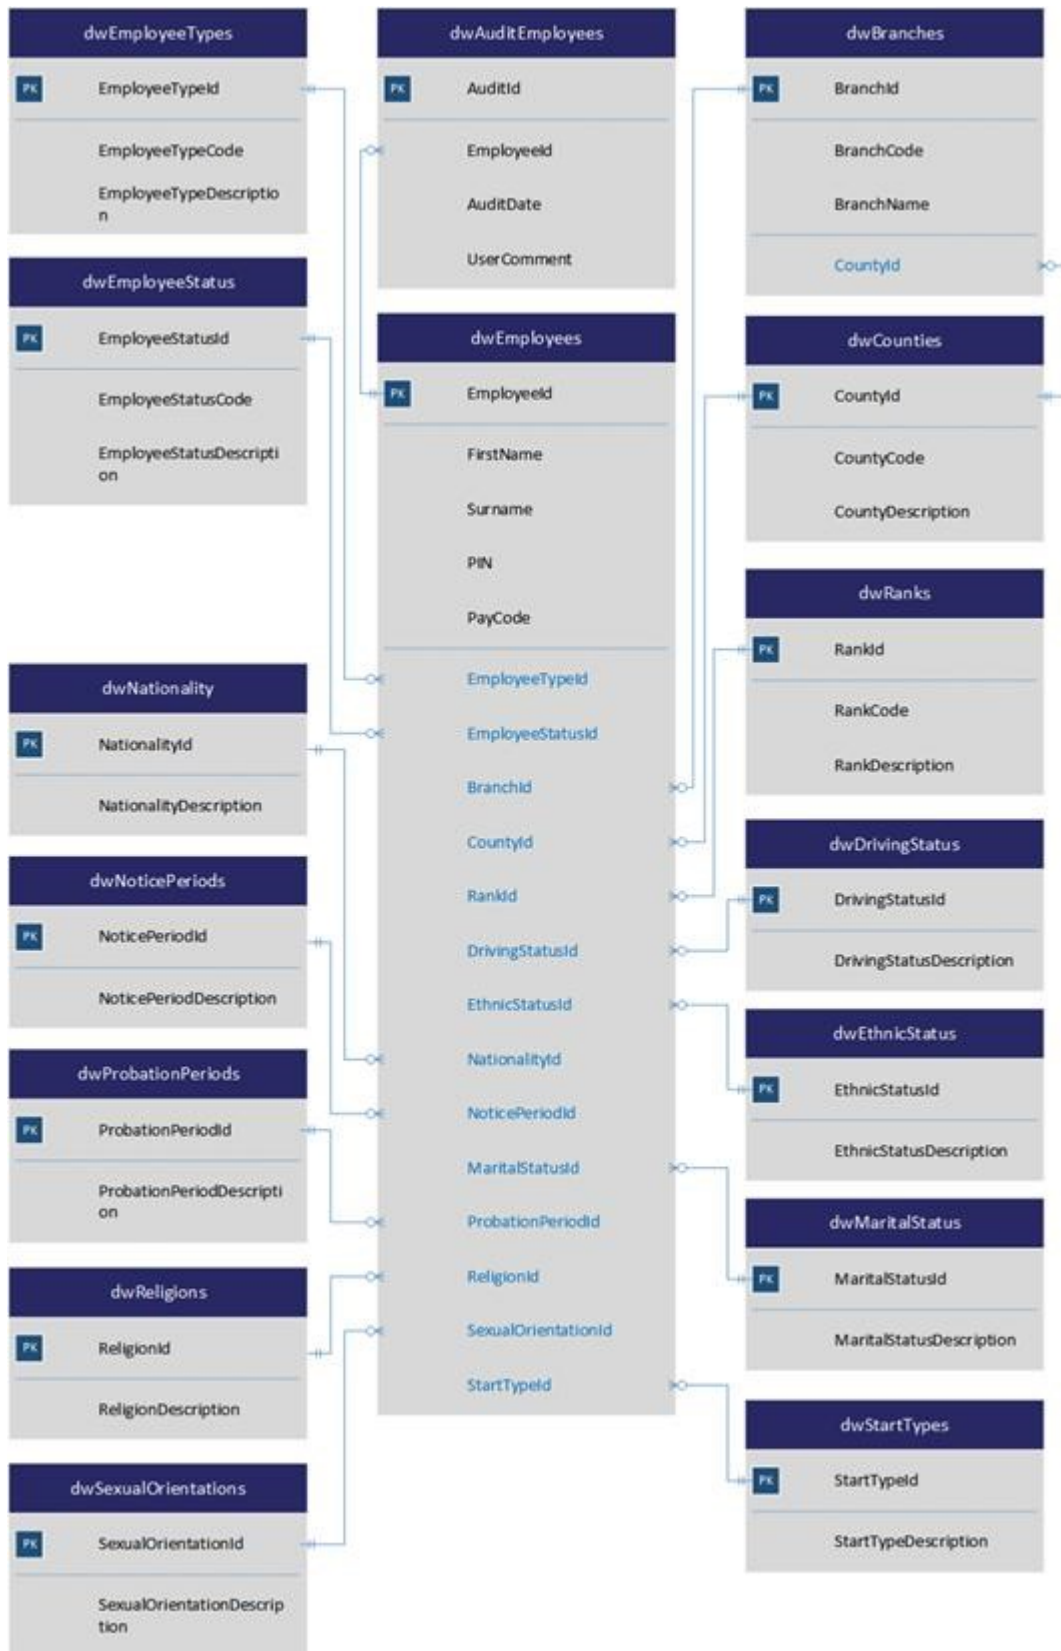 dwEmployeeTypes
PK EmployeeTypeId
EmployeeTypeCode
EmployeeTypeDescriptio
n
dwEmployeeStatus
PK EmployeeStatusId
EmployeeStatusCode
EmployeeStatusDescripti
on
dwNationality
PK NationalityId
NationalityDescription
dwNoticePeriods
PK NoticePeriodId
NoticePeriodDescription
dwProbationPeriods
PK ProbationPeriodId
ProbationPeriodDescripti
on
dwReligions
PK ReligionId
ReligionDescription
dwSexualOrientations
PK SexualOrientationId
SexualOrientationDescrip
tion
dwAuditEmployees
PK AuditId
EmployeeId
AuditDate
UserComment
dwEmployees
PK EmployeeId
FirstName
Surname
PIN
PayCode
EmployeeTypeId
EmployeeStatusId
BranchId
CountyId
RankId
DrivingStatusId
EthnicStatusId
NationalityId
NoticePeriodId
MaritalStatusId
ProbationPeriodId
ReligionId
SexualOrientationId
StartTypeId
dwBranches
PK BranchId
BranchCode
BranchName
CountyId
dwCounties
PK CountyId
CountyCode
CountyDescription
dwRanks
PK RankId
RankCode
RankDescription
dwDrivingStatus
PK DrivingStatusId
DrivingStatusDescription
dwEthnicStatus
PK EthnicStatusId
EthnicStatusDescription
dwMaritalStatus
PK MaritalStatusId
MaritalStatusDescription
dwStartTypes
PK StartTypeId
StartTypeDescription